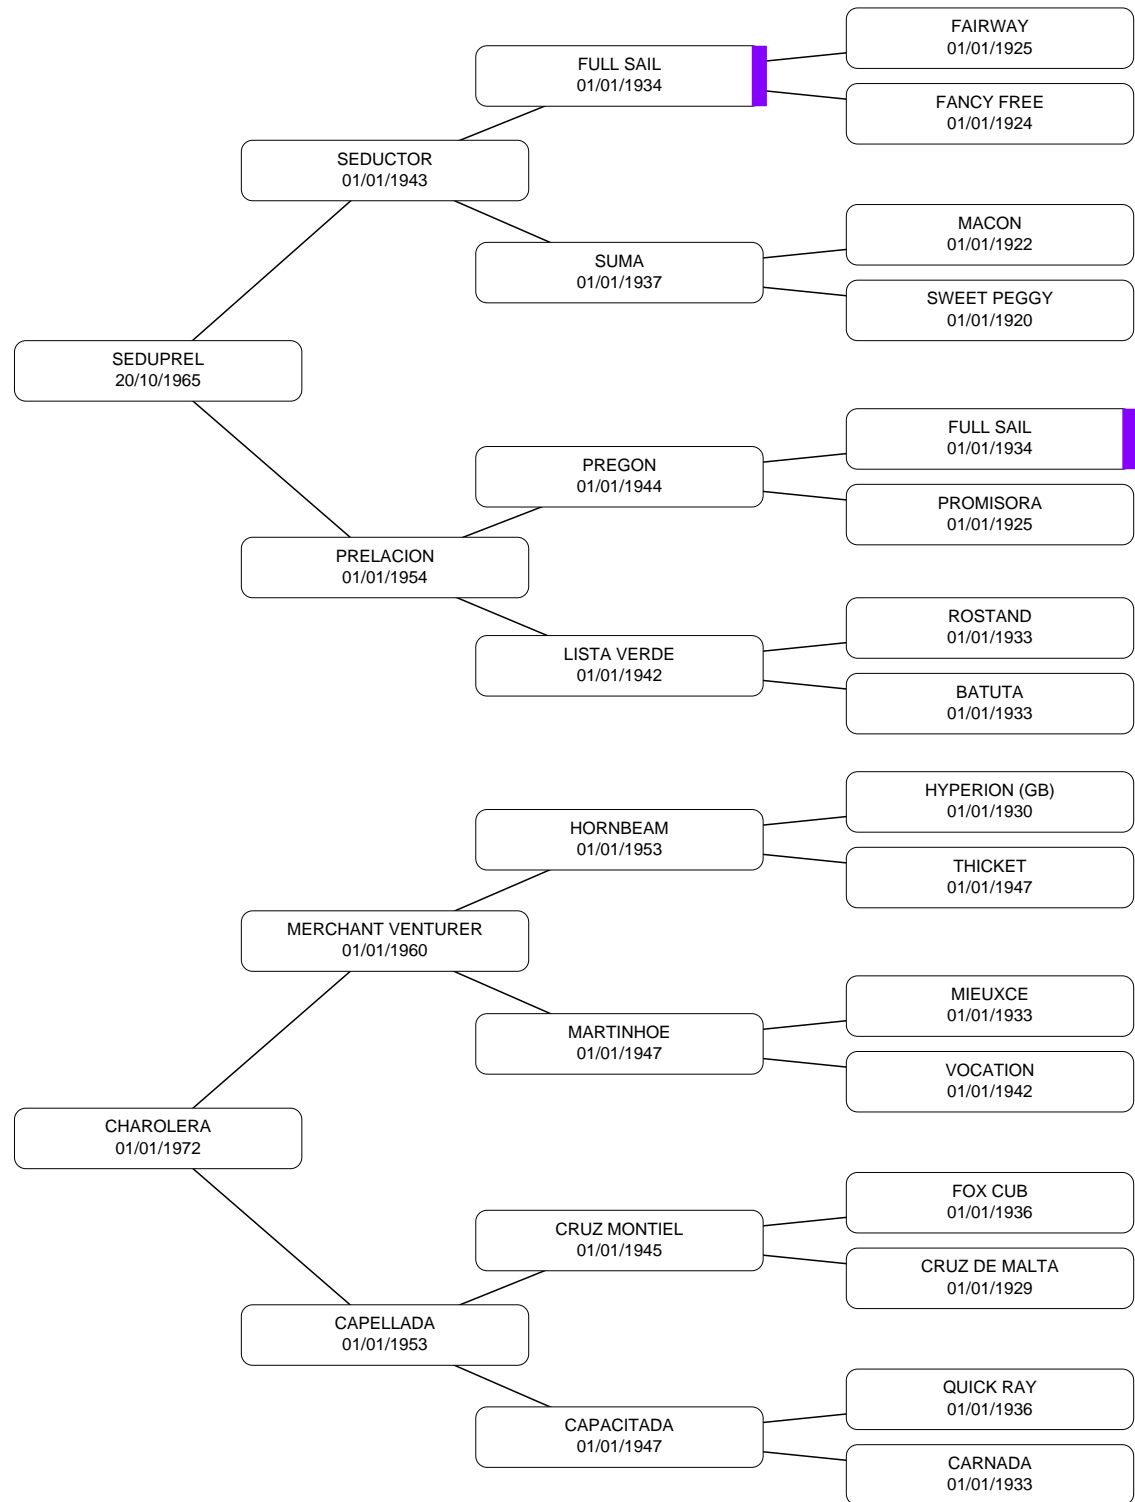 FAIRWAY
01/01/1925
FULL SAIL
01/01/1934
FANCY FREE
01/01/1924
SEDUCTOR
01/01/1943
MACON
01/01/1922
SUMA
01/01/1937
SWEET PEGGY
01/01/1920
SEDUPREL
20/10/1965
FULL SAIL
01/01/1934
PREGON
01/01/1944
PROMISORA
01/01/1925
PRELACION
01/01/1954
ROSTAND
01/01/1933
LISTA VERDE
01/01/1942
BATUTA
01/01/1933
HYPERION (GB)
01/01/1930
HORNBEAM
01/01/1953
THICKET
01/01/1947
MERCHANT VENTURER
01/01/1960
MIEUXCE
01/01/1933
MARTINHOE
01/01/1947
VOCATION
01/01/1942
CHAROLERA
01/01/1972
FOX CUB
01/01/1936
CRUZ MONTIEL
01/01/1945
CRUZ DE MALTA
01/01/1929
CAPELLADA
01/01/1953
QUICK RAY
01/01/1936
CAPACITADA
01/01/1947
CARNADA
01/01/1933